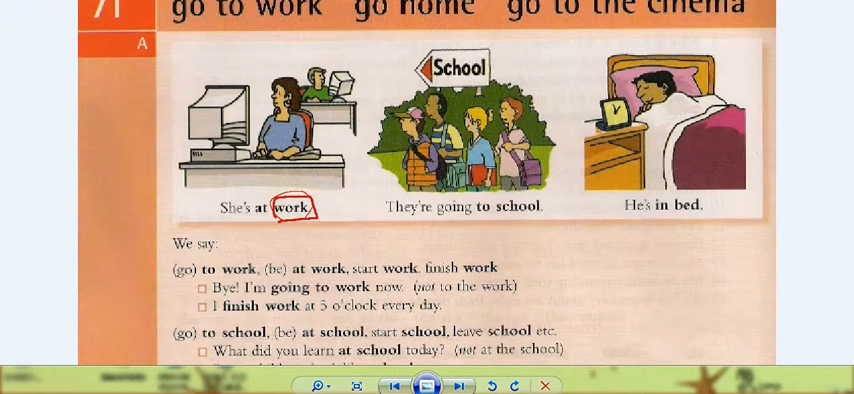 71
go to work go home go to the cinema
A
School
She's at work.
They're going to school.
He's in bed.
We say:
(go) to work, (be) at work, start work, finish work
□ Bye! I'm going to work now. (not to the work)
□ I finish work at 5 o'clock every day.
(go) to school, (be) at school, start school, leave school etc.
□ What did you learn at school today? (not at the school)